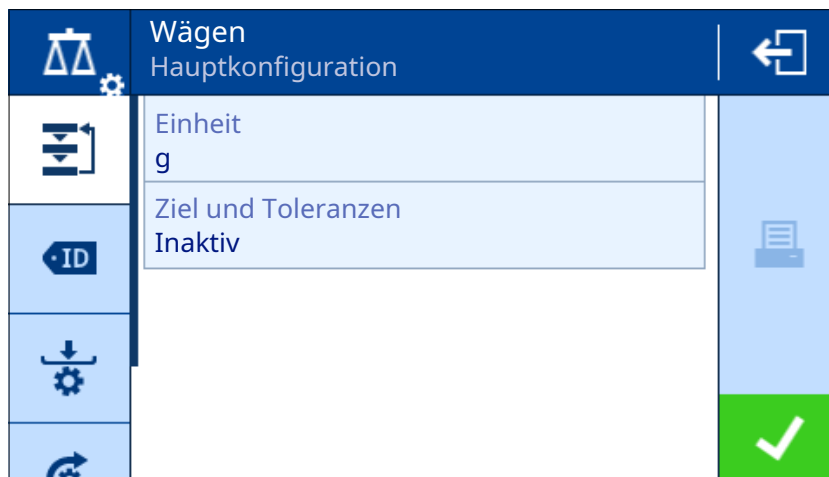 Wägen
Hauptkonfiguration
Einheit
g
Ziel und Toleranzen
Inaktiv
ID